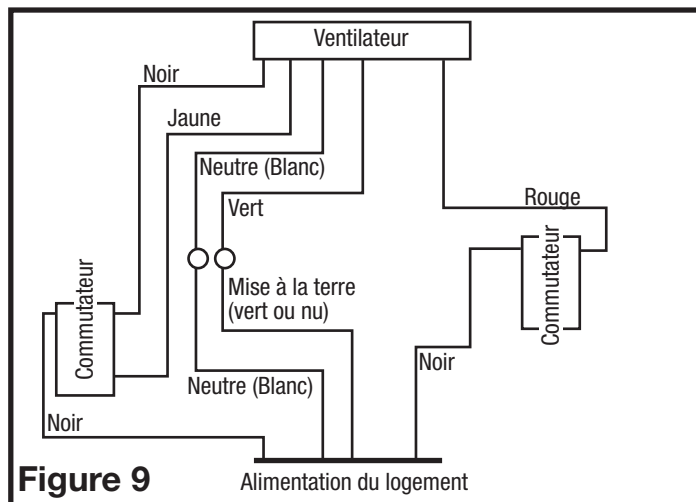 Ventilateur
Noir
Jaune
Neutre (Blanc)
Vert
Rouge
Commutateur
Commutateur
Mise à la terre
(vert ou nu)
Noir
Neutre (Blanc)
Noir
Figure 9
Alimentation du logement